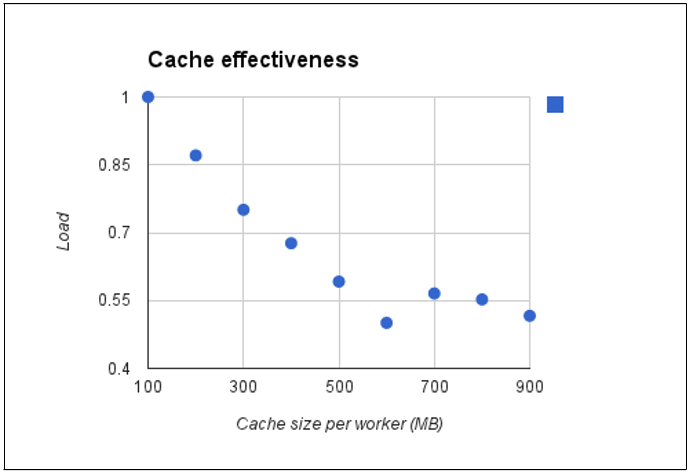 Cache effectiveness
1
0.85
0.7
0.55
0.4
Load
100 300 500 700 900
Cache size per worker (MB)